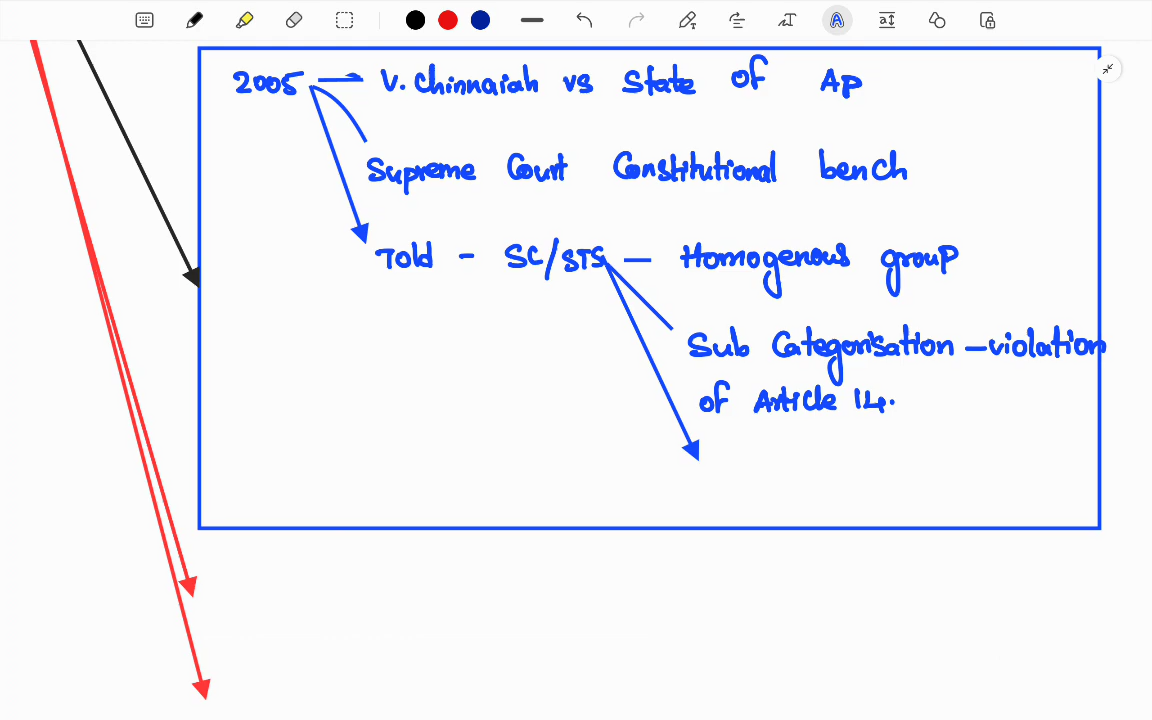 2005 → V. Chinnaiah vs State of AP
Supreme Court Constitutional bench
Told - SC/STS — Homogenous group
Sub Categorisation - violation
of Article 14.